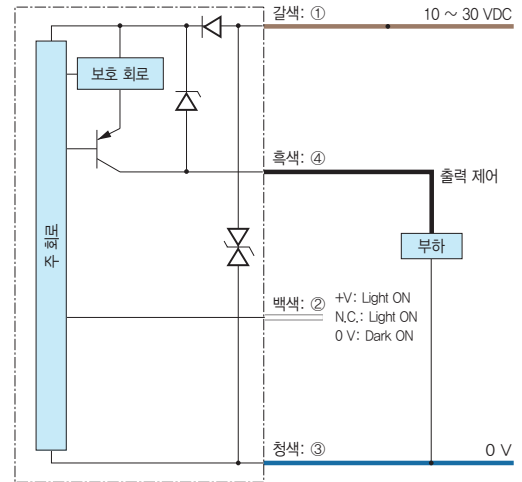 갈색: ① 10 ~ 30 VDC
보호 회로
흑색: ④
출력 제어
부하
주 회로
백색: ② +V: Light ON
N.C.: Light ON
0 V: Dark ON
청색: ③ 0 V